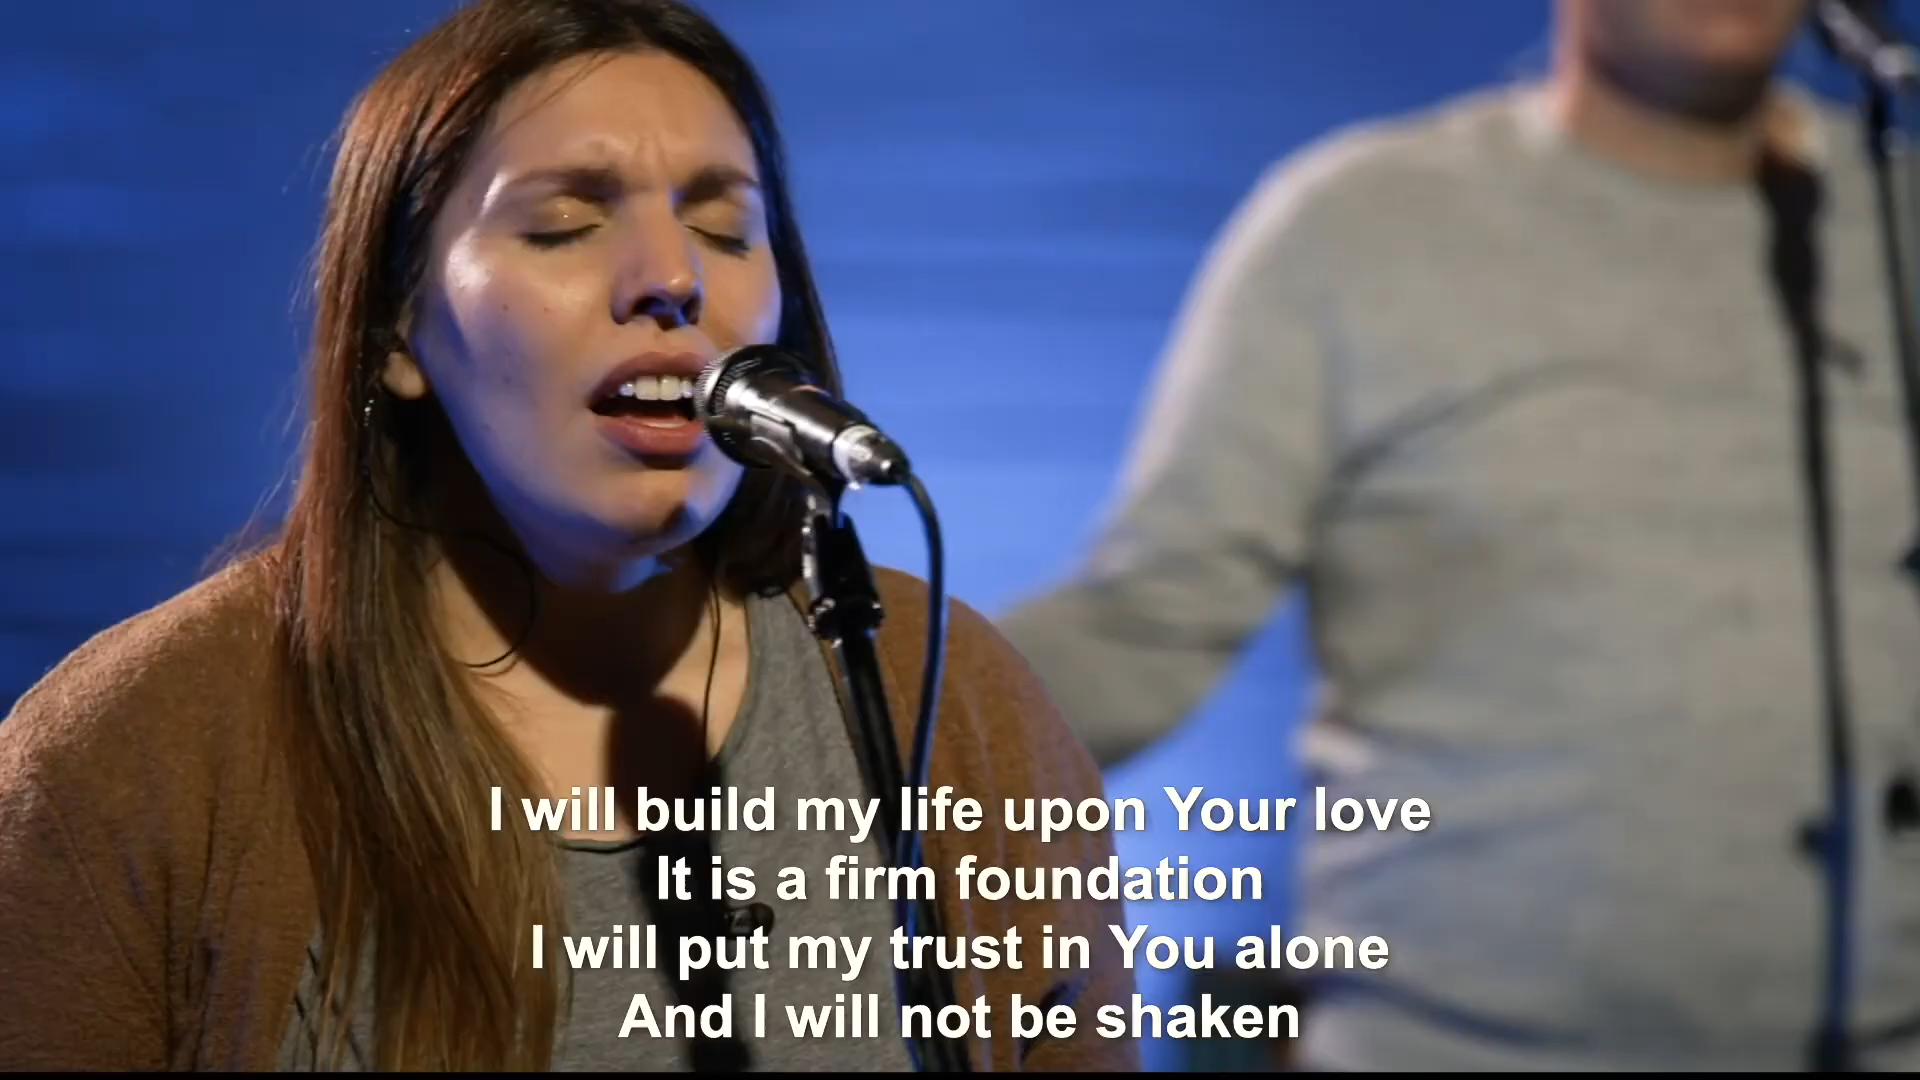 I will build my life upon Your love
It is a firm foundation
I will put my trust in You alone
And I will not be shaken